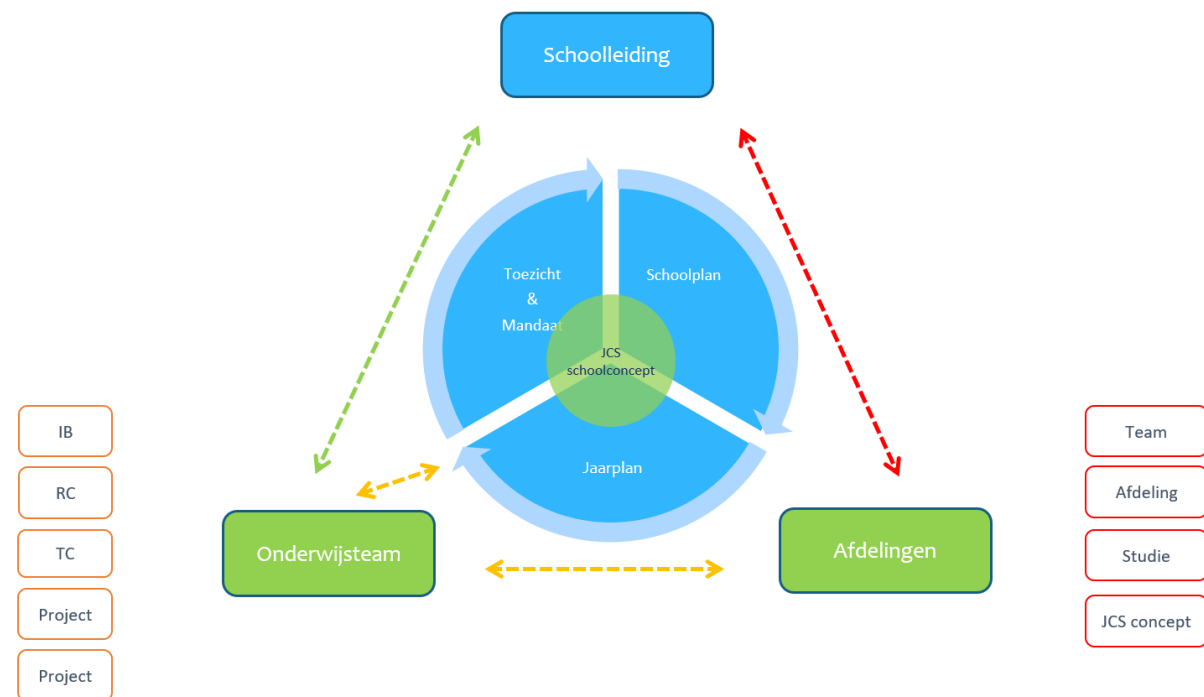 Schoolleiding
Toezicht
&
Mandaat
Schoolplan
JCS
schoolconcept
Jaarplan
IB
RC
TC
Project
Project
Onderwijsteam
Afdelingen
Team
Afdeling
Studie
JCS concept